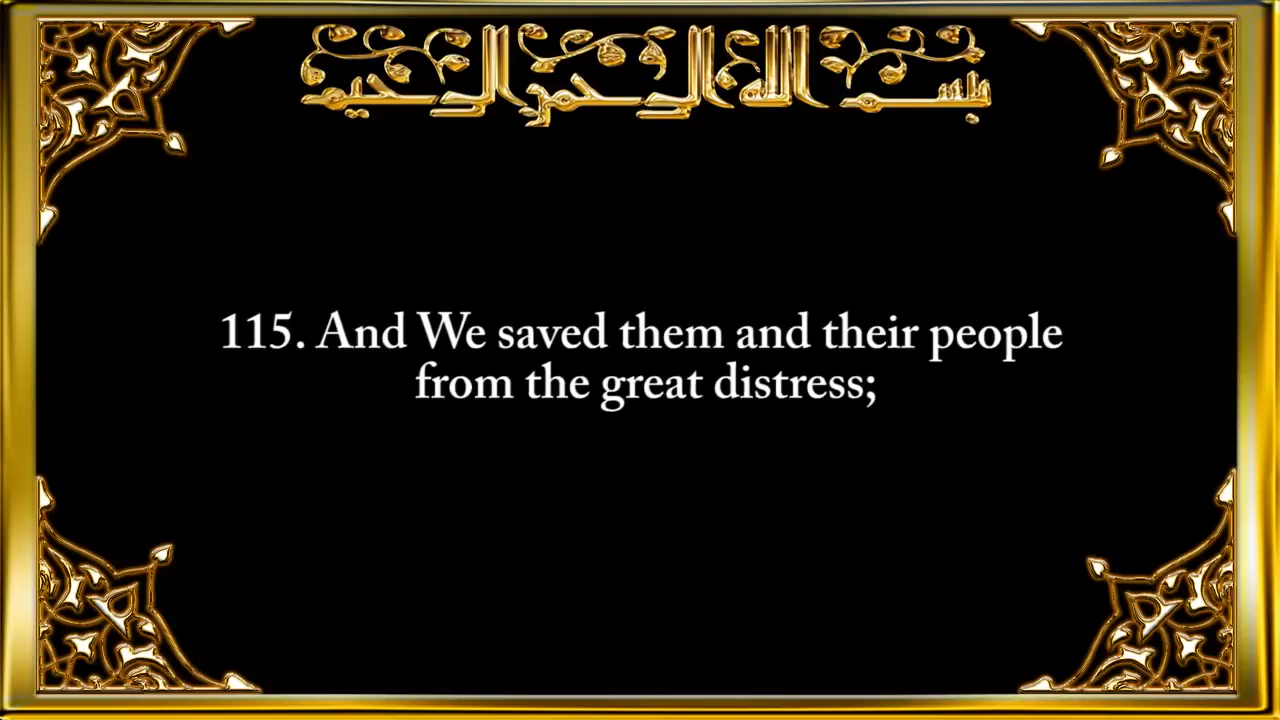 بسم الله الرحمن الرحيم
115. And We saved them and their people
from the great distress;